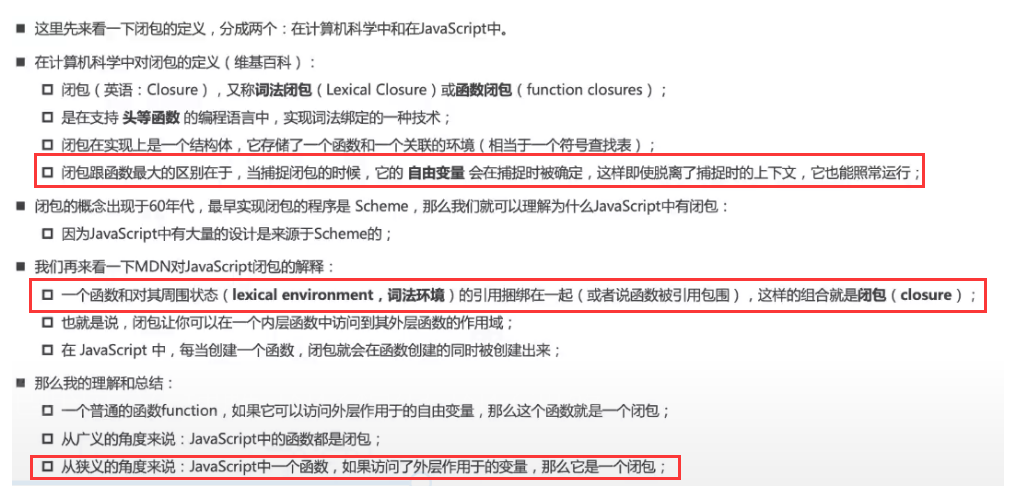 ■ 这里先来看一下闭包的定义，分成两个：在计算机科学中和在JavaScript中。
■ 在计算机科学中对闭包的定义（维基百科）：
□ 闭包（英语：Closure），又称词法闭包（Lexical Closure）或函数闭包（function closures）；
□ 是在支持 头等函数 的编程语言中，实现词法绑定的一种技术；
□ 闭包在实现上是一个结构体，它存储了一个函数和一个关联的环境（相当于一个符号查找表）；
□ 闭包跟函数最大的区别在于，当捕捉闭包的时候，它的 自由变量 会在捕捉时被确定，这样即使脱离了捕捉时的上下文，它也能照常运行；
■ 闭包的概念出现于60年代，最早实现闭包的程序是 Scheme，那么我们就可以理解为什么JavaScript中有闭包：
□ 因为JavaScript中有大量的设计是来源于Scheme的；
■ 我们再来看一下MDN对JavaScript闭包的解释：
□ 一个函数和对其周围状态（lexical environment，词法环境）的引用捆绑在一起（或者说函数被引用包围），这样的组合就是闭包（closure）；
□ 也就是说，闭包让你可以在一个内层函数中访问到其外层函数的作用域；
□ 在 JavaScript 中，每当创建一个函数，闭包就会在函数创建的同时被创建出来；
■ 那么我的理解和总结：
□ 一个普通的函数function，如果它可以访问外层作用于的自由变量，那么这个函数就是一个闭包；
□ 从广义的角度来说：JavaScript中的函数都是闭包；
□ 从狭义的角度来说：JavaScript中一个函数，如果访问了外层作用于的变量，那么它是一个闭包；